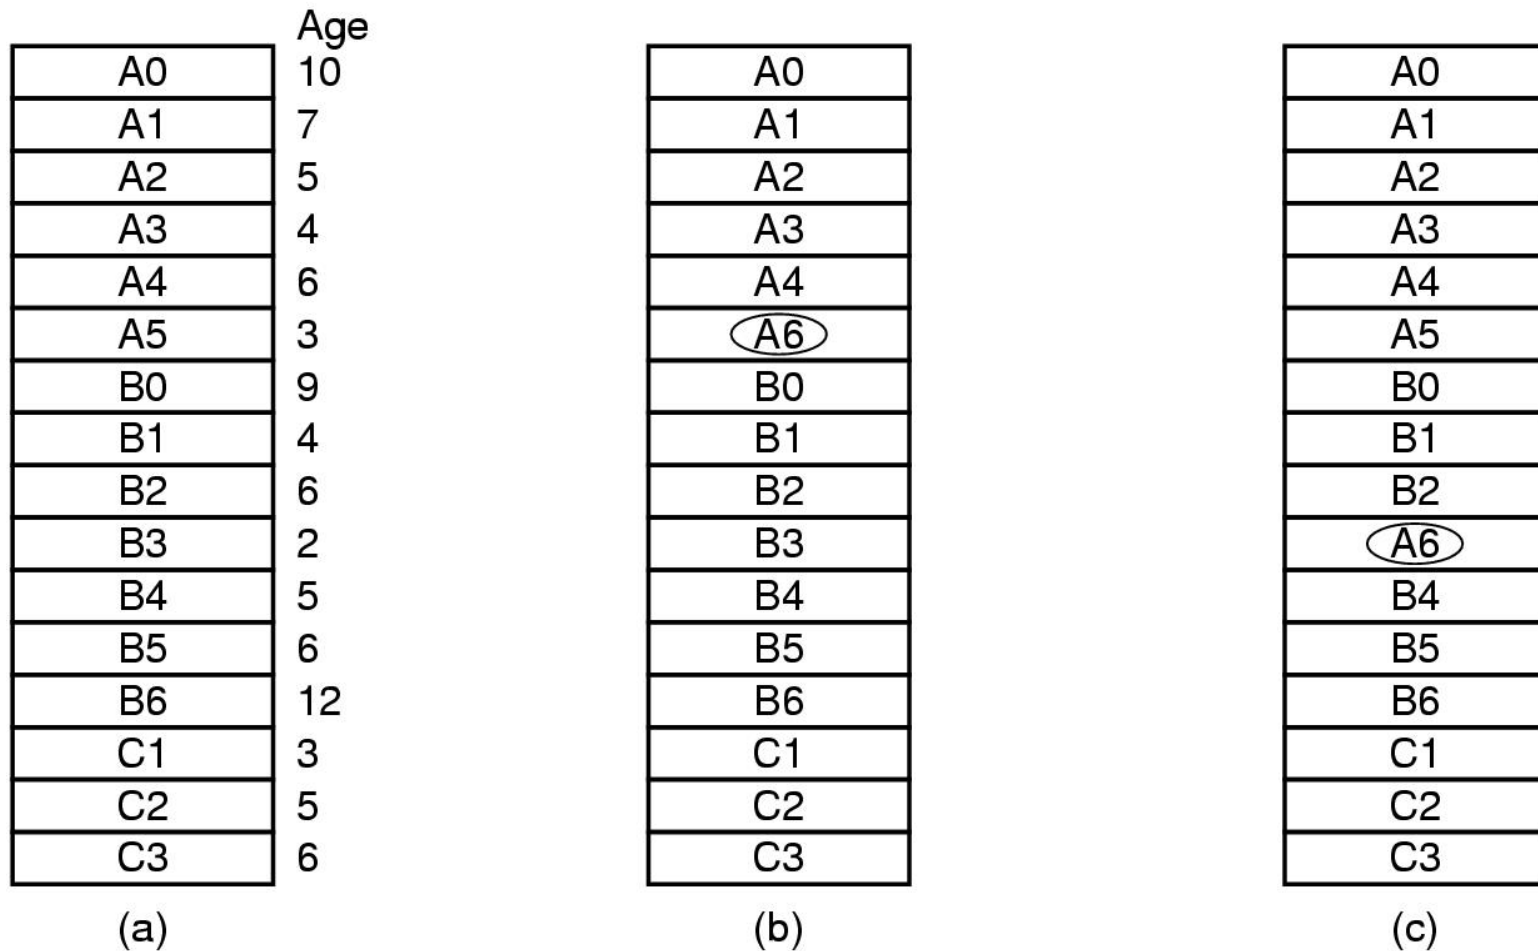 Age
A0 10 A0 A0
A1 7 A1 A1
A2 5 A2 A2
A3 4 A3 A3
A4 6 A4 A4
A5 3 A6 A5
B0 9 B0 B0
B1 4 B1 B1
B2 6 B2 B2
B3 2 B3 A6
B4 5 B4 B4
B5 6 B5 B5
B6 12 B6 B6
C1 3 C1 C1
C2 5 C2 C2
C3 6 C3 C3
(a) (b) (c)